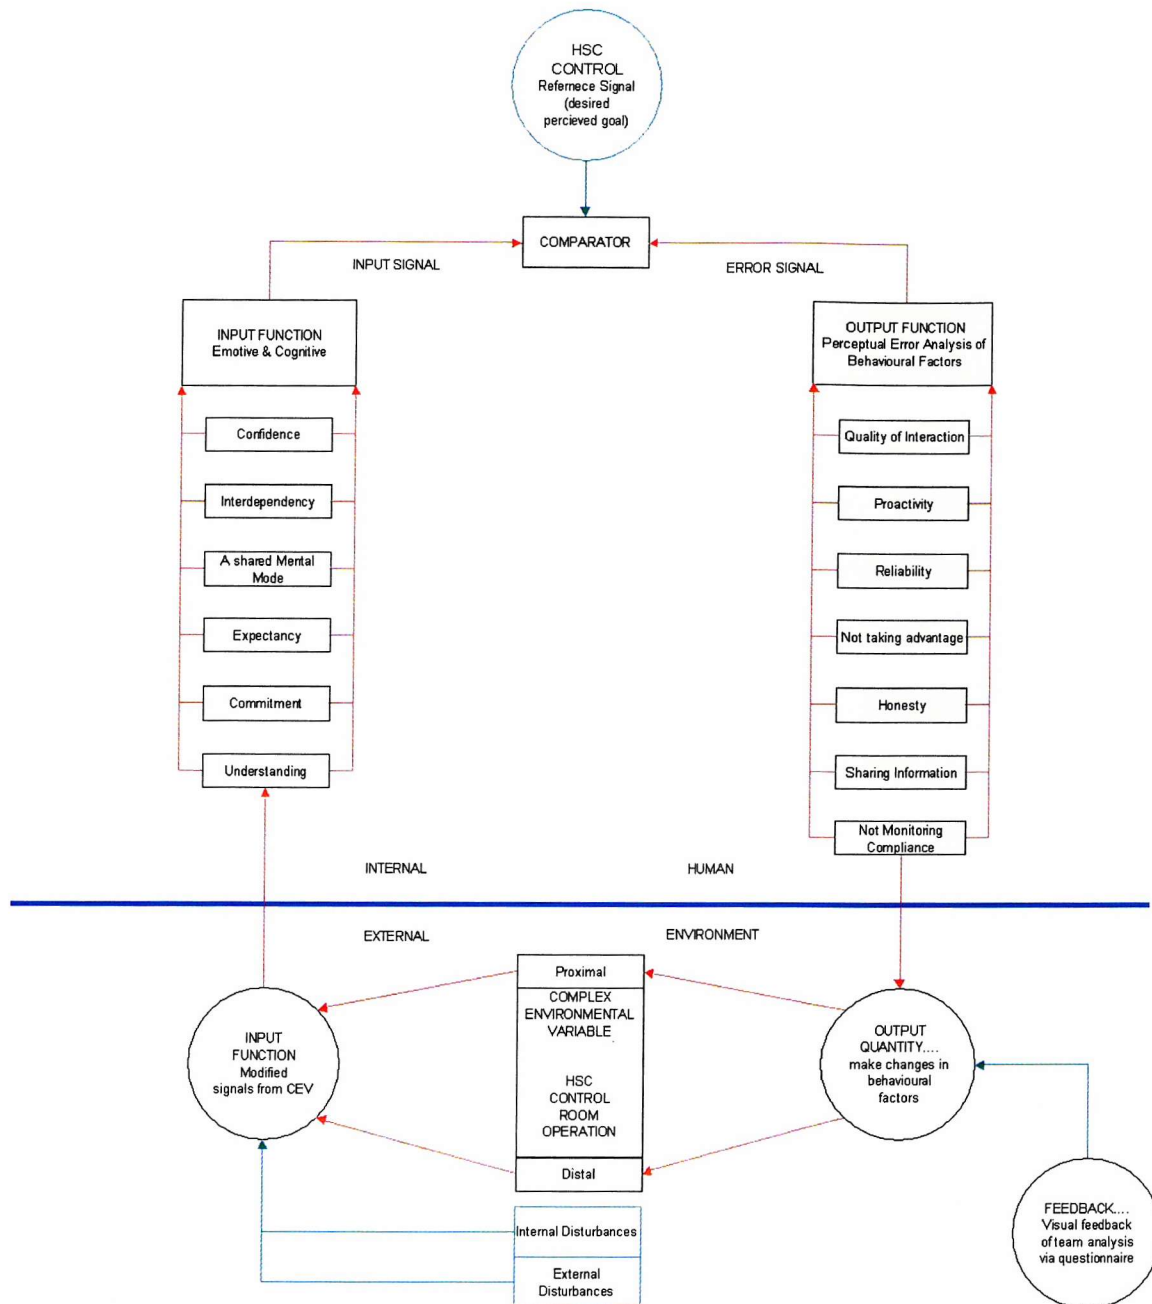 HSC
CONTROL
Refernece Signal
(desired
percieved goal)
COMPARATOR
INPUT SIGNAL
ERROR SIGNAL
INPUT FUNCTION
Emotive & Cognitive
OUTPUT FUNCTION
Perceptual Error Analysis of
Behavioural Factors
Confidence
Interdependency
A shared Mental
Mode
Expectancy
Commitment
Understanding
Quality of Interaction
Proactivity
Reliability
Not taking advantage
Honesty
Sharing Information
Not Monitoring
Compliance
INTERNAL
HUMAN
EXTERNAL
ENVIRONMENT
Proximal
COMPLEX
ENVIRONMENTAL
VARIABLE
HSC
CONTROL
ROOM
OPERATION
Distal
INPUT
FUNCTION
Modified
signals from CEV
OUTPUT
QUANTITY....
make changes in
behavioural
factors
Internal Disturbances
External
Disturbances
FEEDBACK....
Visual feedback
of team analysis
via questionnaire